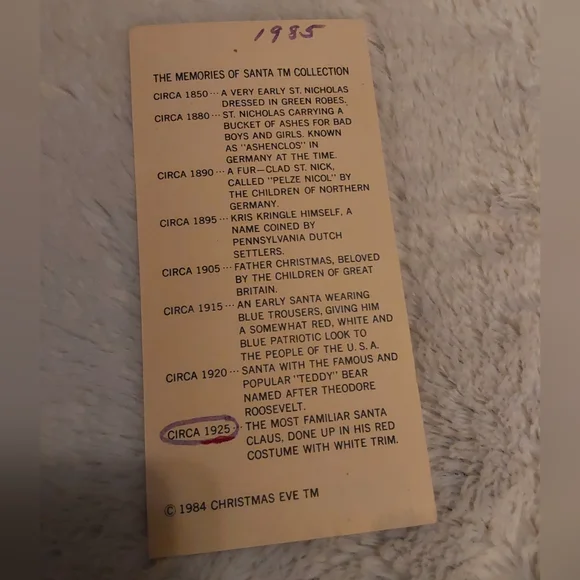 1985
THE MEMORIES OF SANTA TM COLLECTION
CIRCA 1850··· A VERY EARLY ST. NICHOLAS
DRESSED IN GREEN ROBES.
CIRCA 1880··· ST. NICHOLAS CARRYING A
BUCKET OF ASHES FOR BAD
BOYS AND GIRLS. KNOWN
AS "ASHENCLOS" IN
GERMANY AT THE TIME.
CIRCA 1890··· A FUR—CLAD ST. NICK,
CALLED "PELZE NICOL" BY
THE CHILDREN OF NORTHERN
GERMANY.
CIRCA 1895··· KRIS KRINGLE HIMSELF, A
NAME COINED BY
PENNSYLVANIA DUTCH
SETTLERS.
CIRCA 1905··· FATHER CHRISTMAS, BELOVED
BY THE CHILDREN OF GREAT
BRITAIN.
CIRCA 1915··· AN EARLY SANTA WEARING
BLUE TROUSERS, GIVING HIM
A SOMEWHAT RED, WHITE AND
BLUE PATRIOTIC LOOK TO
THE PEOPLE OF THE U.S.A.
CIRCA 1920··· SANTA WITH THE FAMOUS AND
POPULAR "TEDDY" BEAR
NAMED AFTER THEODORE
ROOSEVELT.
CIRCA 1925·· THE MOST FAMILIAR SANTA
CLAUS, DONE UP IN HIS RED
COSTUME WITH WHITE TRIM.
© 1984 CHRISTMAS EVE TM